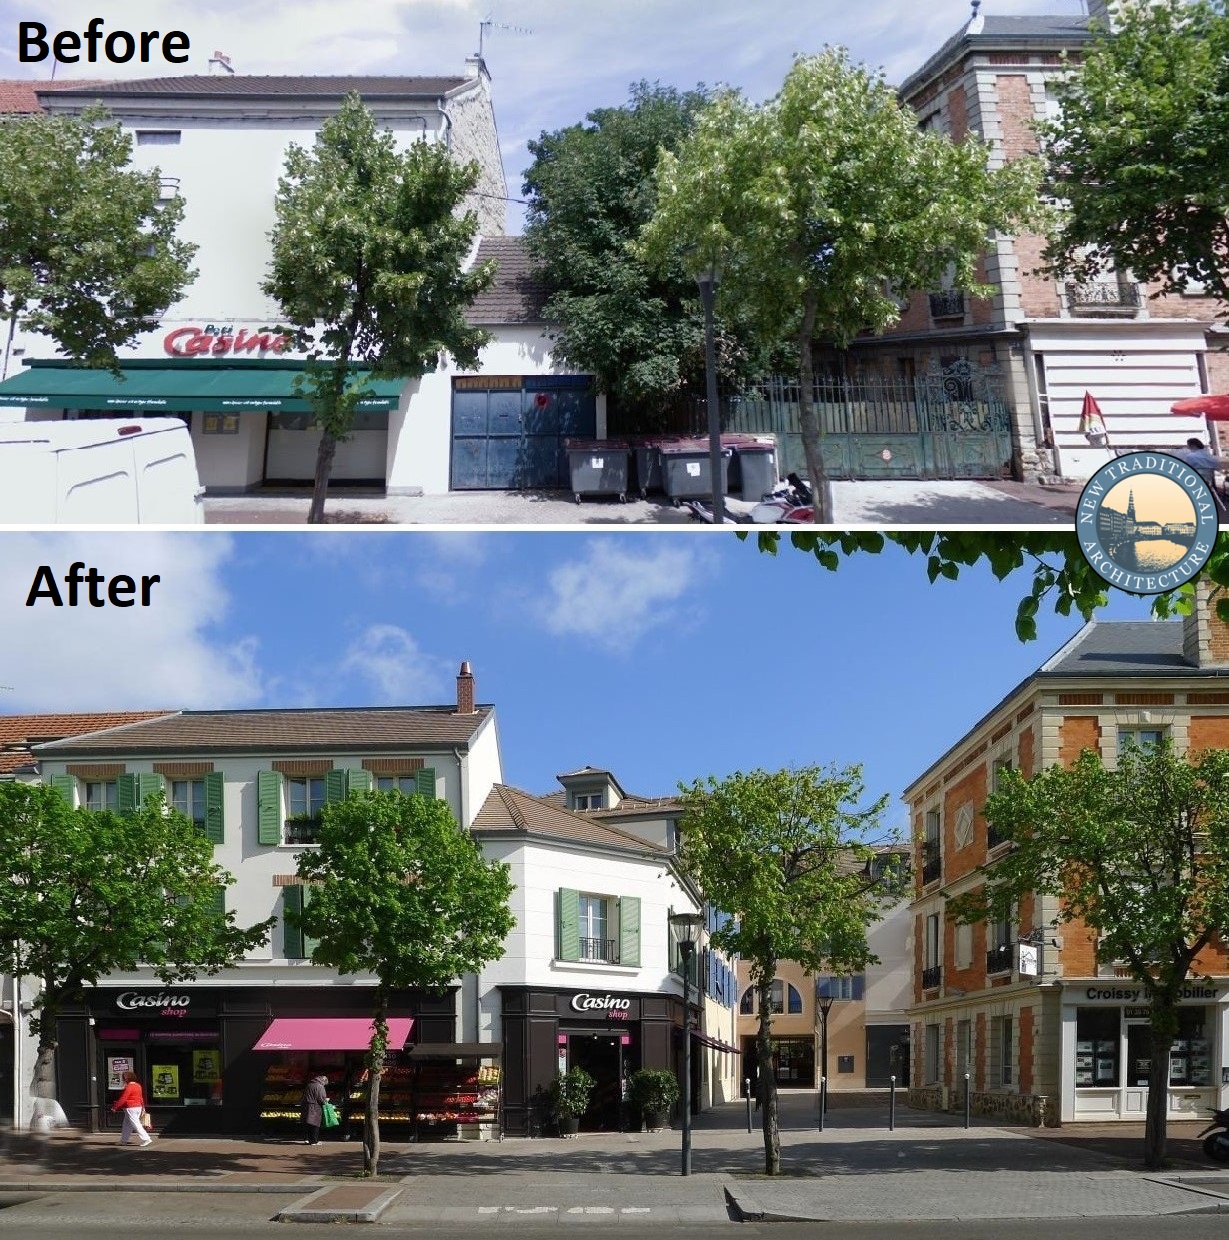 Before
Petit
Casino
NEW TRADITIONAL
ARCHITECTURE
After
Casino
shop
Casino
shop
Croissy Immobilier